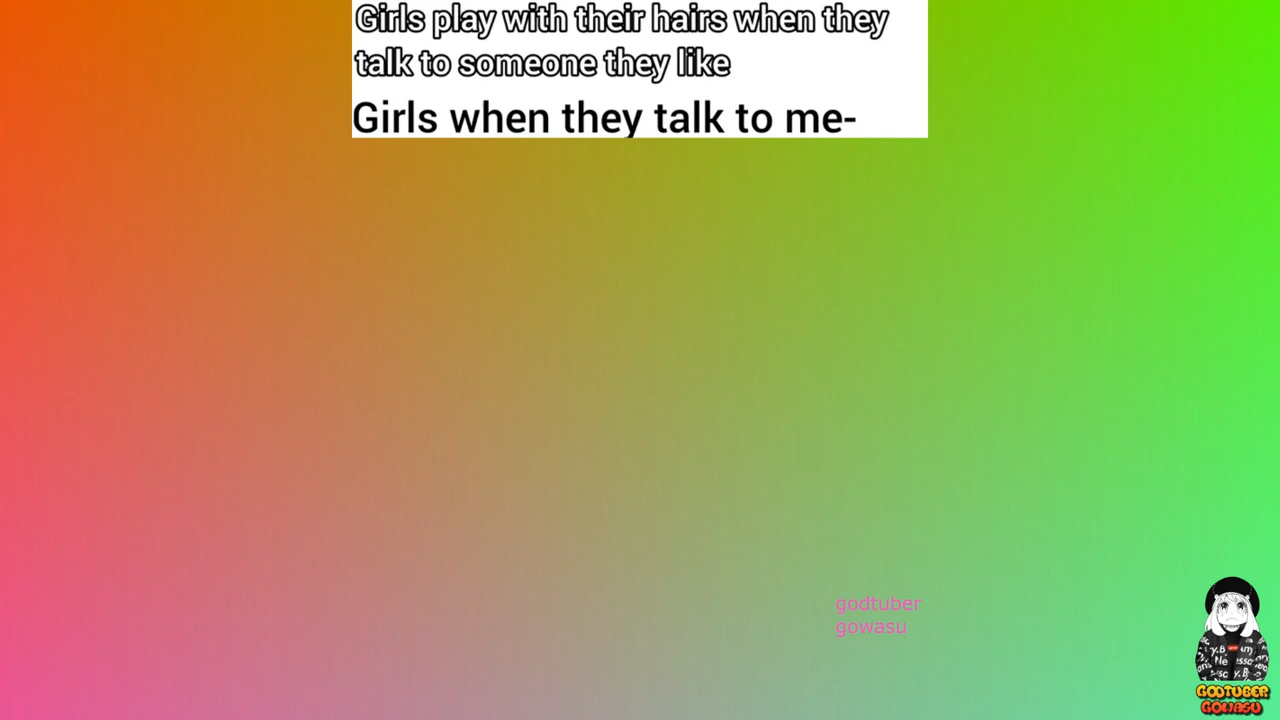 Girls play with their hairs when they
talk to someone they like
Girls when they talk to me-
godtuber
gowasu
GODTUBER
GOWASU